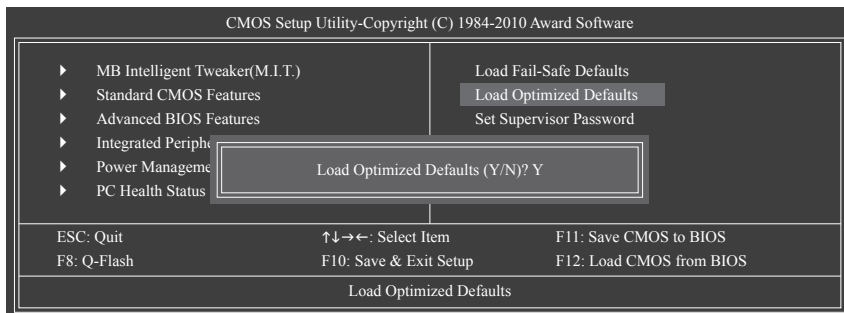 CMOS Setup Utility-Copyright (C) 1984-2010 Award Software
MB Intelligent Tweaker(M.I.T.)
Standard CMOS Features
Advanced BIOS Features
Integrated Periphe
Power Manageme
PC Health Status
Load Fail-Safe Defaults
Load Optimized Defaults
Set Supervisor Password
Load Optimized Defaults (Y/N)? Y
ESC: Quit ↑↓→←: Select Item F11: Save CMOS to BIOS
F8: Q-Flash F10: Save & Exit Setup F12: Load CMOS from BIOS
Load Optimized Defaults